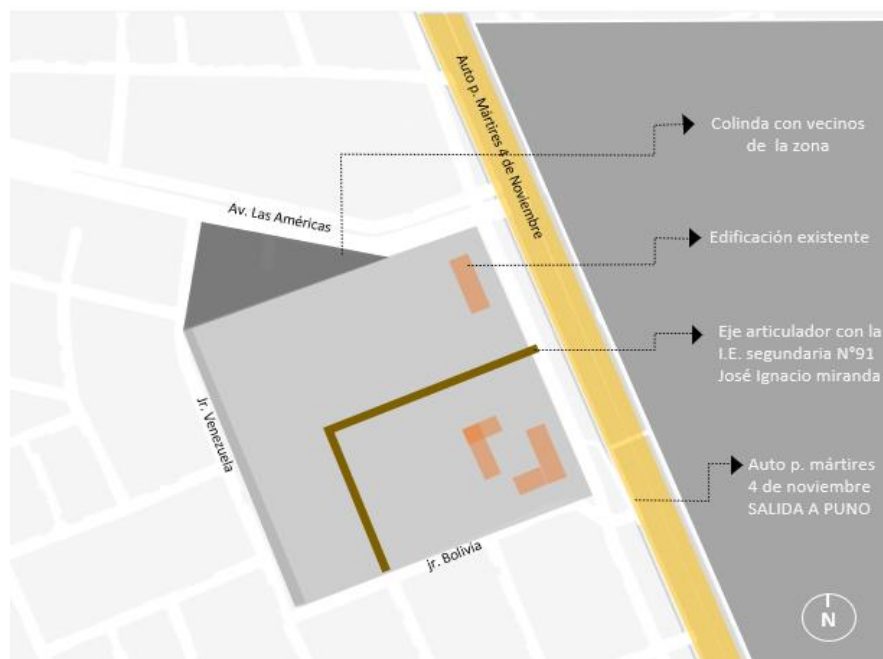 Auto p. Mártires 4 de Noviembre
Colinda con vecinos
de la zona
Av. Las Américas
Edificación existente
Eje articulador con la
I.E. segundaria N°91
José Ignacio miranda
Jr. Venezuela
Auto p. mártires
4 de noviembre
SALIDA A PUNO
jr. Bolivia
N